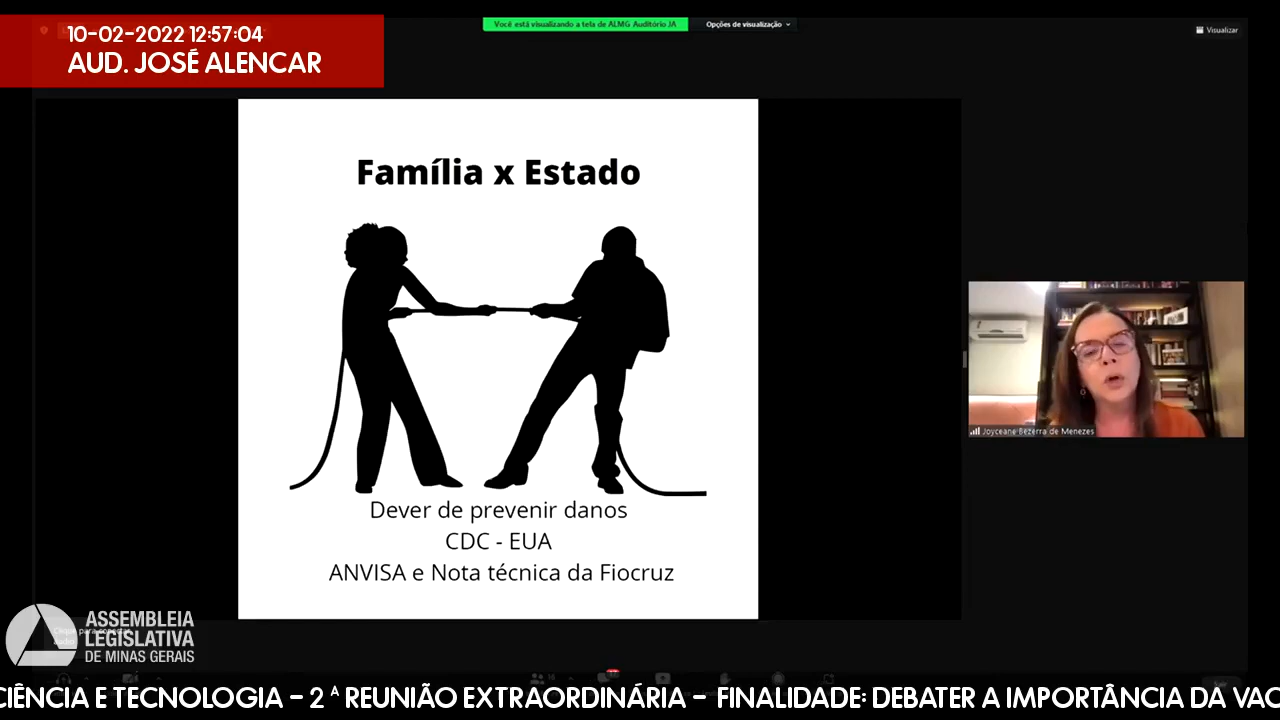 Você está visualizando a tela de ALMG Auditório JA
Opções de visualização
Visualizar
10-02-2022 12:57:04
AUD. JOSÉ ALENCAR
Família x Estado
Dever de prevenir danos
CDC - EUA
ANVISA e Nota técnica da Fiocruz
Joyceane Bezerra de Menezes
ASSEMBLEIA
LEGISLATIVA
DE MINAS GERAIS
CIÊNCIA E TECNOLOGIA - 2 ª REUNIÃO EXTRAORDINÁRIA - FINALIDADE: DEBATER A IMPORTÂNCIA DA VAC